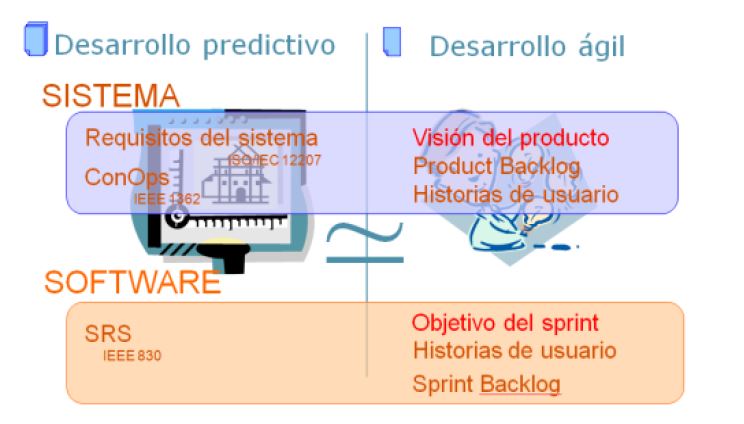 Desarrollo predictivo
Desarrollo ágil
SISTEMA
Requisitos del sistema
ISO/IEC 12207
ConOps
IEEE 1362
Visión del producto
Product Backlog
Historias de usuario
≃
SOFTWARE
SRS
IEEE 830
Objetivo del sprint
Historias de usuario
Sprint Backlog